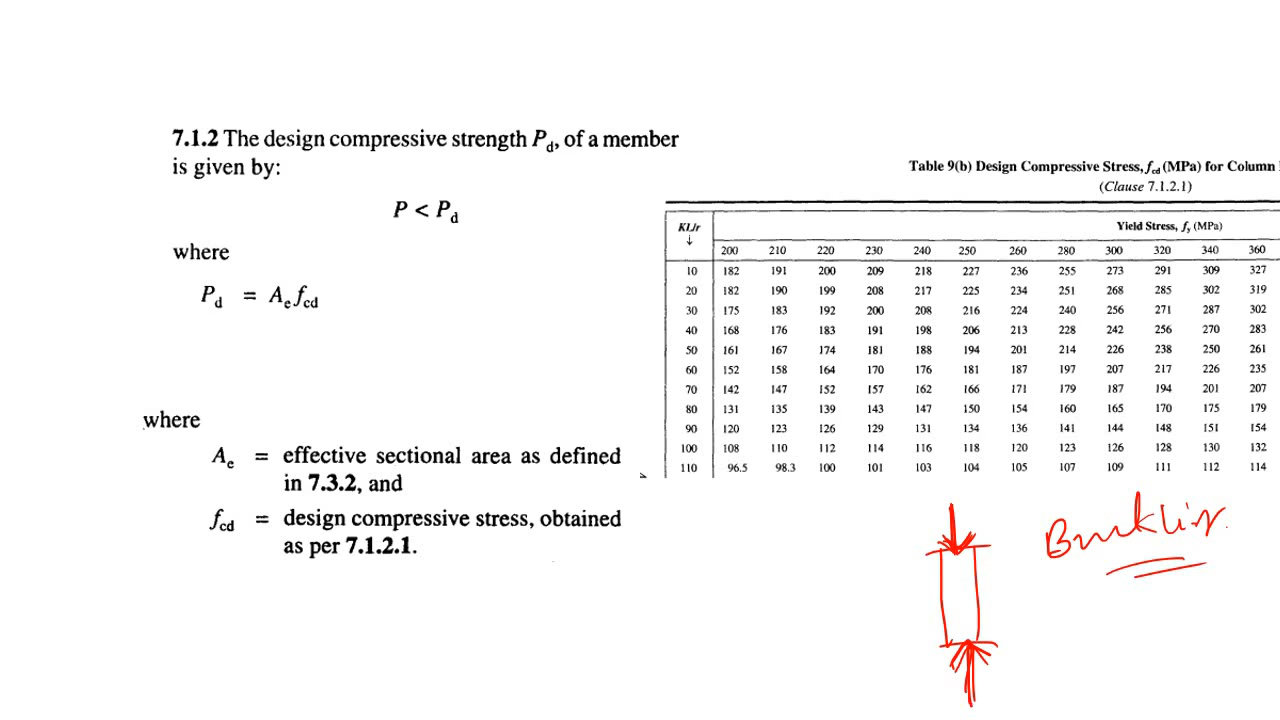 7.1.2 The design compressive strength Pd, of a member
is given by:
P < Pd
where
Pd = Aefcd
where
Ae = effective sectional area as defined
in 7.3.2, and
fcd = design compressive stress, obtained
as per 7.1.2.1.
Table 9(b) Design Compressive Stress, fcd (MPa) for Column
(Clause 7.1.2.1)
KL/r Yield Stress, fy (MPa)
↓
200 210 220 230 240 250 260 280 300 320 340 360
10 182 191 200 209 218 227 236 255 273 291 309 327
20 182 190 199 208 217 225 234 251 268 285 302 319
30 175 183 192 200 208 216 224 240 256 271 287 302
40 168 176 183 191 198 206 213 228 242 256 270 283
50 161 167 174 181 188 194 201 214 226 238 250 261
60 152 158 164 170 176 181 187 197 207 217 226 235
70 142 147 152 157 162 166 171 179 187 194 201 207
80 131 135 139 143 147 150 154 160 165 170 175 179
90 120 123 126 129 131 134 136 141 144 148 151 154
100 108 110 112 114 116 118 120 123 126 128 130 132
110 96.5 98.3 100 101 103 104 105 107 109 111 112 114